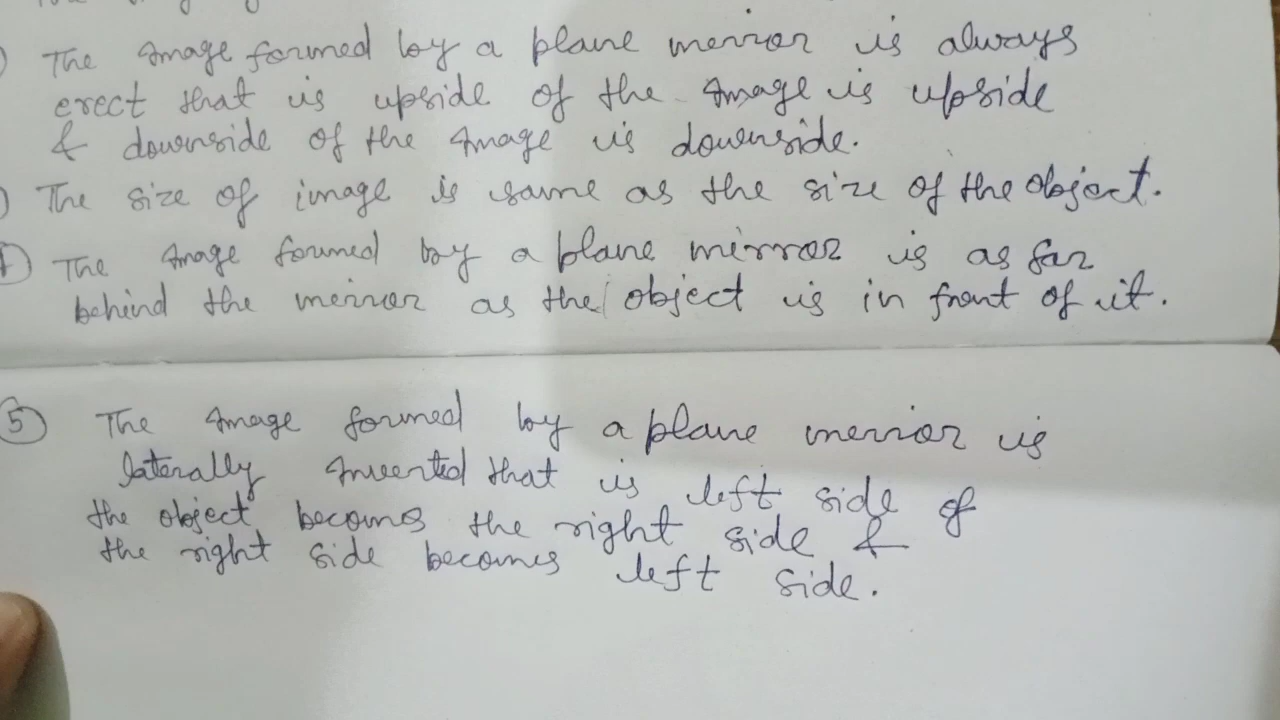 The Image formed by a plane mirror is always
erect that is upside of the Image is upside
& downside of the Image is downside.
The size of image is same as the size of the object.
The Image formed by a plane mirror is as far
behind the mirror as the object is in front of it.
5 The Image formed by a plane mirror is
laterally Inverted that is left side of
the object becomes the right side &
the right side becomes left side.